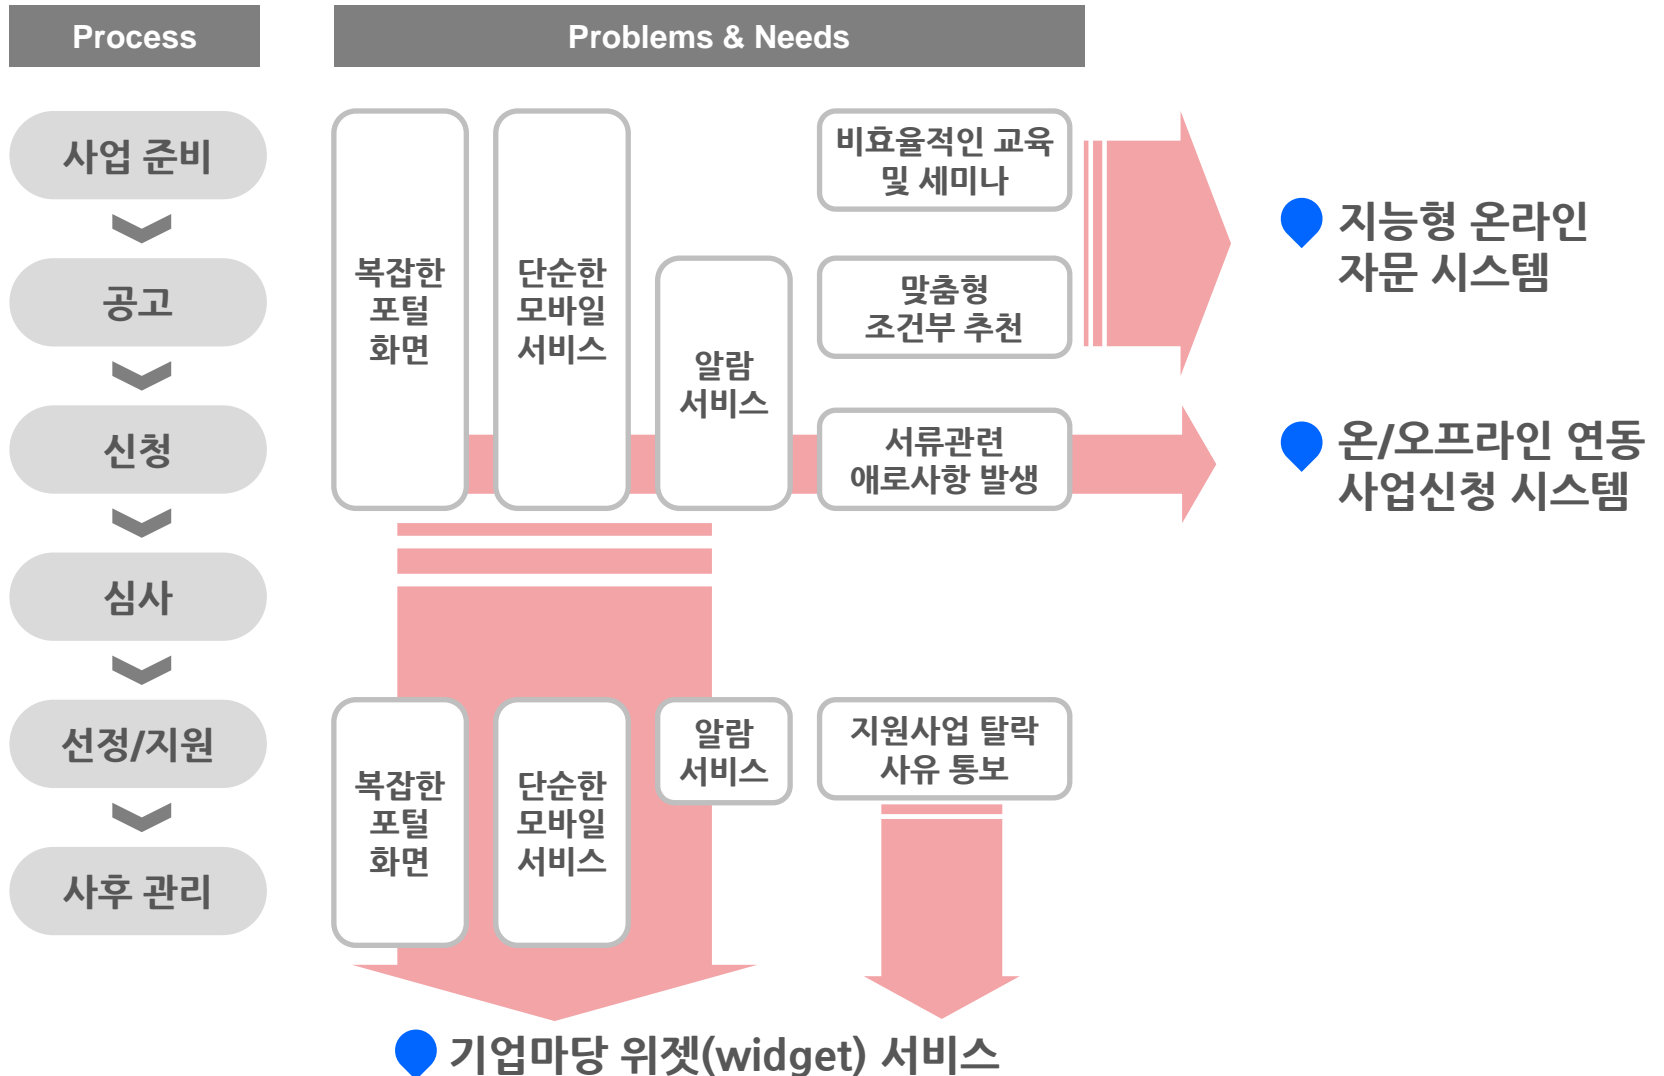 Process
Problems & Needs
사업 준비
공고
신청
심사
선정/지원
사후 관리
복잡한
포털
화면
단순한
모바일
서비스
알람
서비스
비효율적인 교육
및 세미나
맞춤형
조건부 추천
서류관련
애로사항 발생
지능형 온라인
자문 시스템
온/오프라인 연동
사업신청 시스템
복잡한
포털
화면
단순한
모바일
서비스
알람
서비스
지원사업 탈락
사유 통보
기업마당 위젯(widget) 서비스